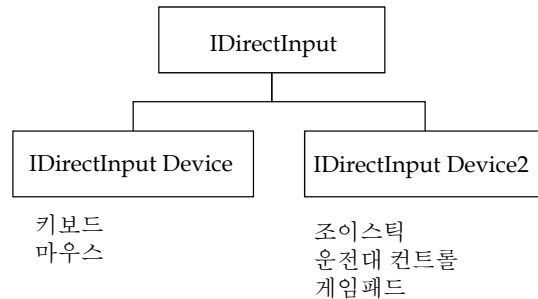 IDirectInput
IDirectInput Device
IDirectInput Device2
키보드
마우스
조이스틱
운전대 컨트롤
게임패드